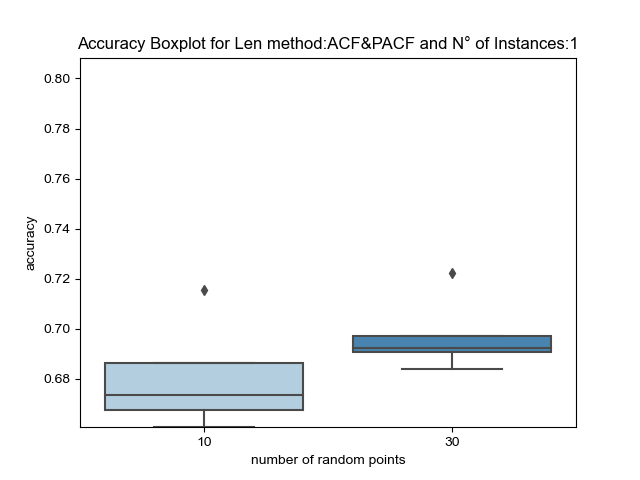 Accuracy Boxplot for Len method:ACF&PACF and N° of Instances:1
0.80
0.78
0.76
0.74
0.72
0.70
0.68
accuracy
10 30
number of random points